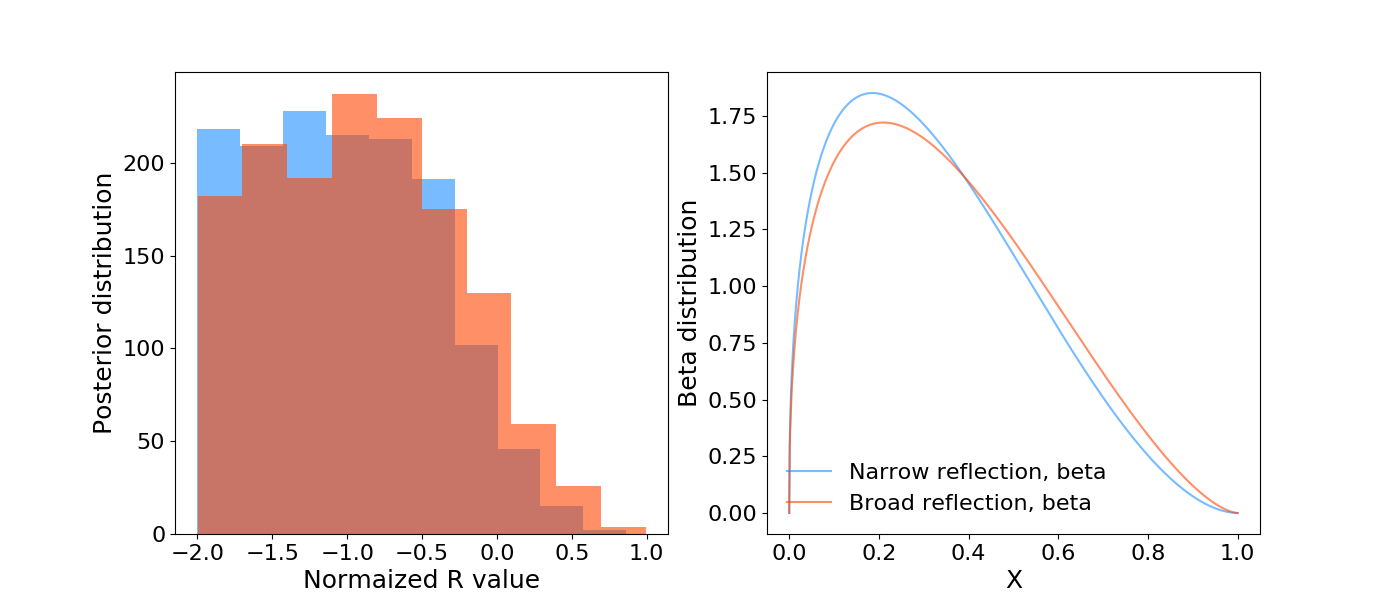 Posterior distribution
200
150
100
50
0
−2.0 −1.5 −1.0 −0.5 0.0 0.5 1.0
Normaized R value
Beta distribution
1.75
1.50
1.25
1.00
0.75
0.50
0.25
0.00
Narrow reflection, beta
Broad reflection, beta
0.0 0.2 0.4 0.6 0.8 1.0
X